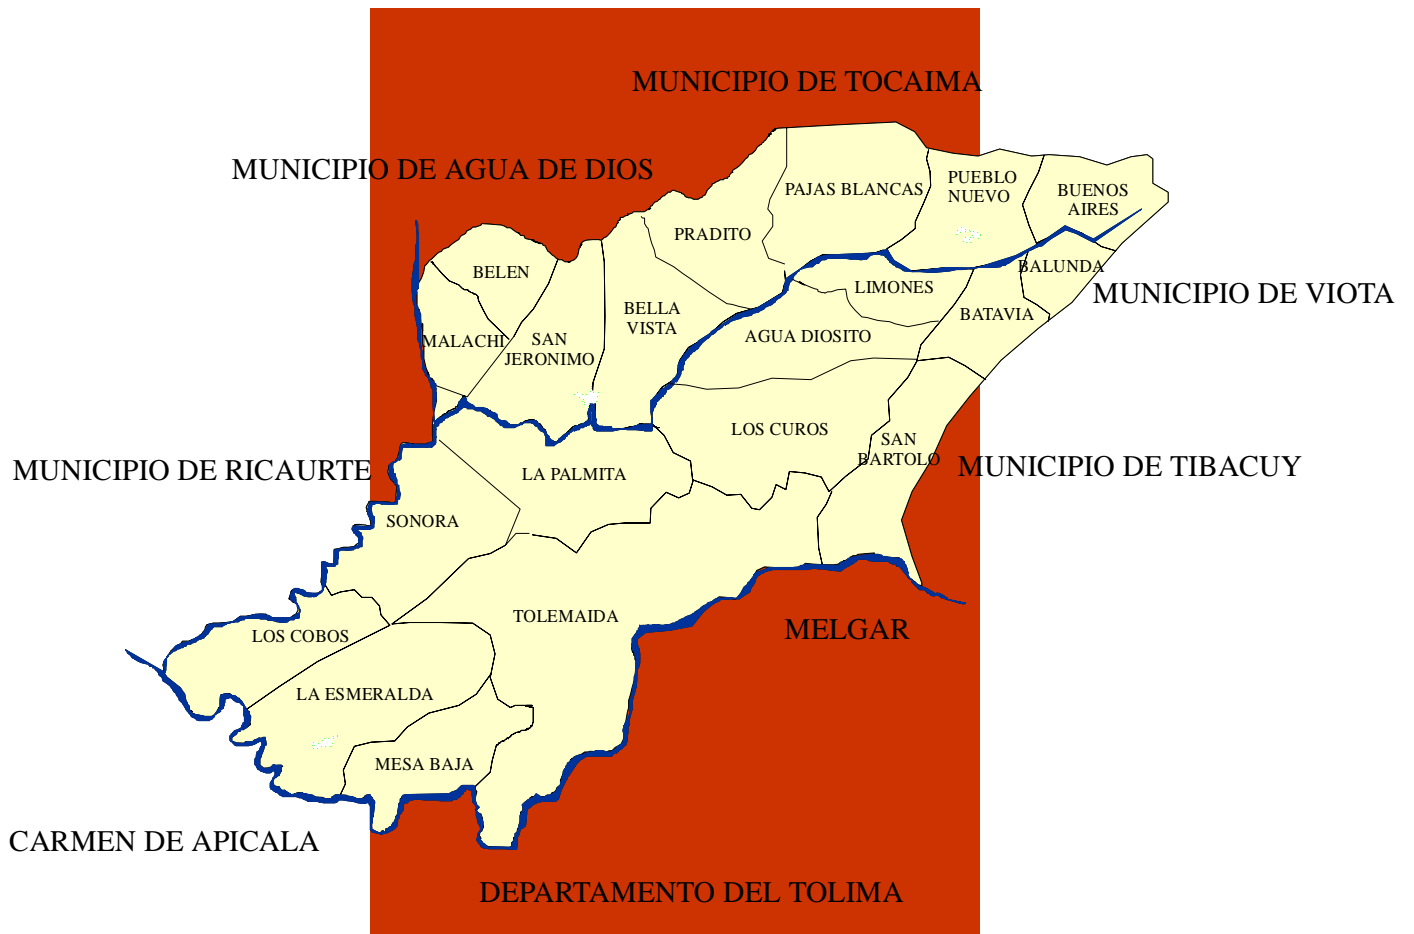 MUNICIPIO DE TOCAIMA
MUNICIPIO DE AGUA DE DIOS
PAJAS BLANCAS
PUEBLO
NUEVO
BUENOS
AIRES
PRADITO
BELEN
BALUNDA
LIMONES
MUNICIPIO DE VIOTA
BELLA
VISTA
BATAVIA
MALACHI
SAN
JERONIMO
AGUA DIOSITO
LOS CUROS
SAN
BARTOLO
MUNICIPIO DE RICAURTE
LA PALMITA
MUNICIPIO DE TIBACUY
SONORA
TOLEMAIDA
MELGAR
LOS COBOS
LA ESMERALDA
MESA BAJA
CARMEN DE APICALA
DEPARTAMENTO DEL TOLIMA